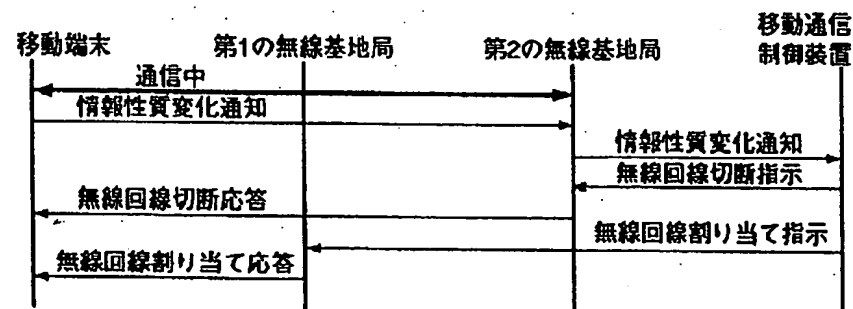 移動端末
第1の無線基地局
第2の無線基地局
移動通信
制御装置
通信中
情報性質変化通知
情報性質変化通知
無線回線切断指示
無線回線切断応答
無線回線割り当て指示
無線回線割り当て応答